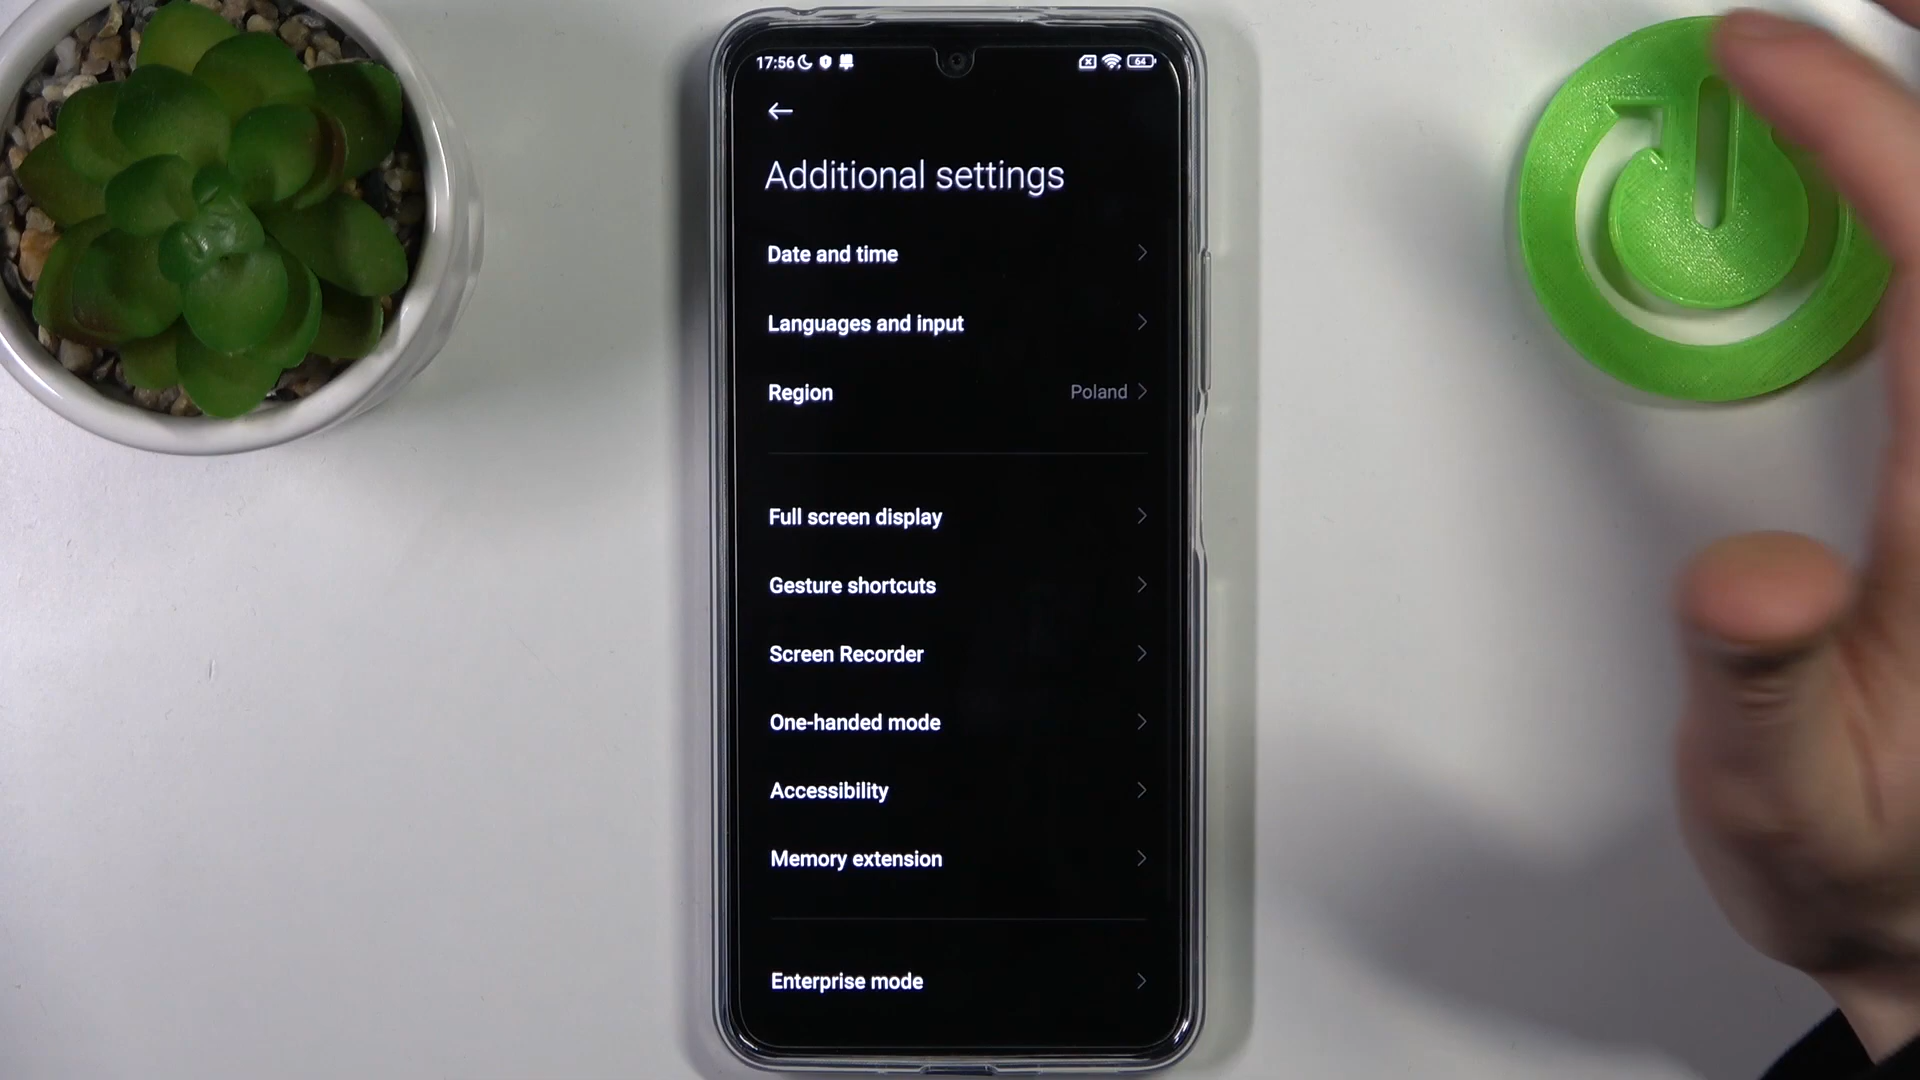 17:56 64
Additional settings
Date and time
Languages and input
Region Poland
Full screen display
Gesture shortcuts
Screen Recorder
One-handed mode
Accessibility
Memory extension
Enterprise mode